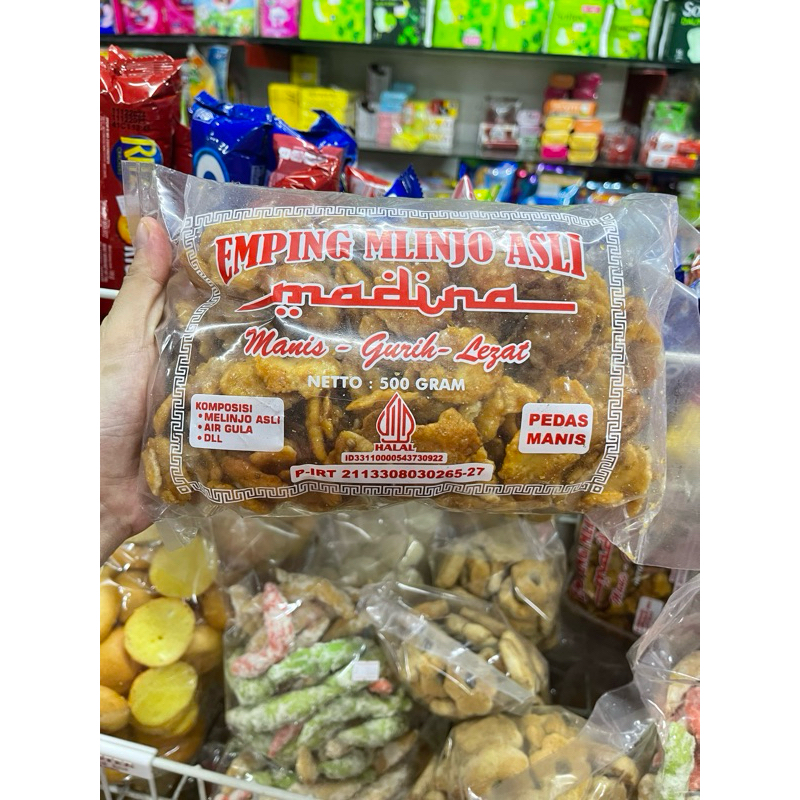 EMPING MLINJO ASLI
madina
Manis - Gurih- Lezat
NETTO : 500 GRAM
KOMPOSISI
• MELINJO ASLI
• AIR GULA
• DLL
HALAL
ID33110000543730922
P-IRT 2113308030265-27
PEDAS
MANIS